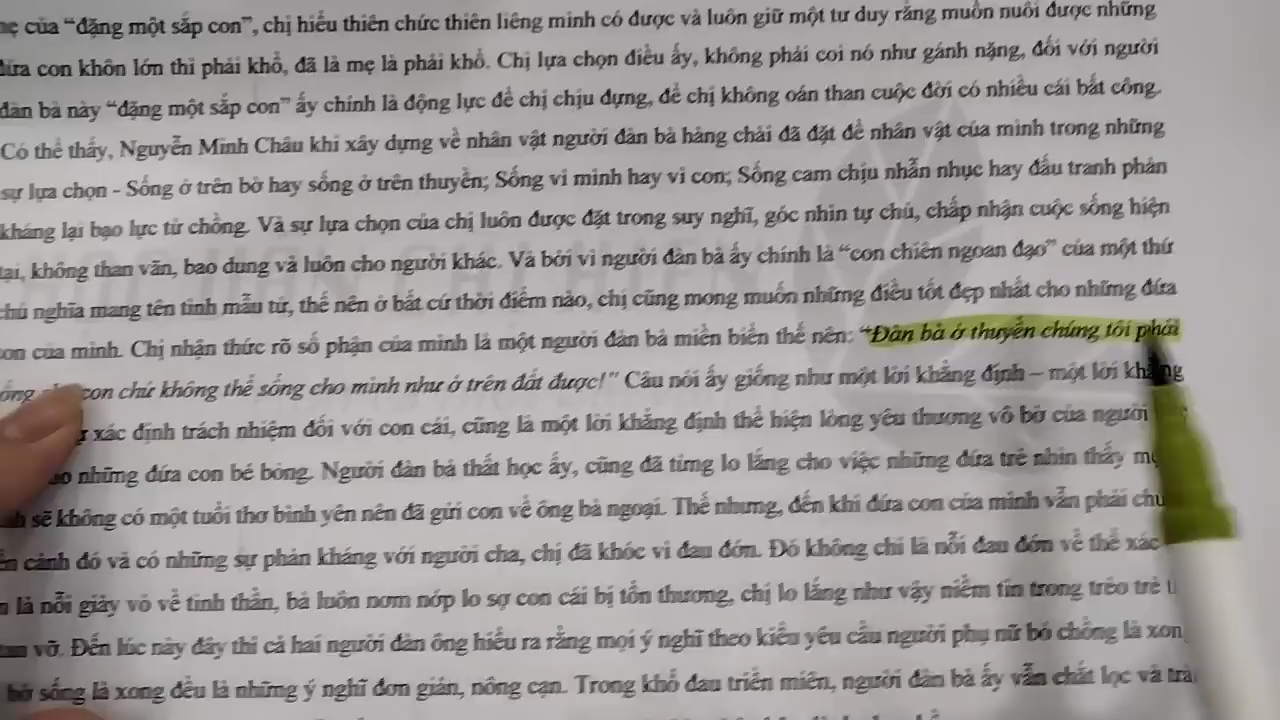 của “đặng một sắp con”, chị hiểu thiên chức thiên liêng mình có được và luôn giữ một tư duy rằng muốn nuôi được những
đứa con khôn lớn thì phải khổ, đã là mẹ là phải khổ. Chị lựa chọn điều ấy, không phải coi nó như gánh nặng, đối với người
đàn bà này “đặng một sắp con” ấy chính là động lực để chị chịu đựng, để chị không oán than cuộc đời có nhiều cái bất công.
Có thể thấy, Nguyễn Minh Châu khi xây dựng về nhân vật người đàn bà hàng chài đã đặt để nhân vật của mình trong những
sự lựa chọn - Sống ở trên bờ hay sống ở trên thuyền; Sống vì mình hay vì con; Sống cam chịu nhẫn nhục hay đấu tranh phản
kháng lại bạo lực từ chồng. Và sự lựa chọn của chị luôn được đặt trong suy nghĩ, góc nhìn tự chủ, chấp nhận cuộc sống hiện
tại, không than vãn, bao dung và luôn cho người khác. Và bởi vì người đàn bà ấy chính là “con chiên ngoan đạo” của một thứ
chủ nghĩa mang tên tình mẫu tử, thế nên ở bất cứ thời điểm nào, chị cũng mong muốn những điều tốt đẹp nhất cho những đứa
con của mình. Chị nhận thức rõ số phận của mình là một người đàn bà miền biển thế nên: “Đàn bà ở thuyền chúng tôi phải
con chứ không thể sống cho mình như ở trên đất được!” Câu nói ấy giống như một lời khẳng định – một lời khẳng
xác định trách nhiệm đối với con cái, cũng là một lời khẳng định thể hiện lòng yêu thương vô bờ của người
những đứa con bé bỏng. Người đàn bà thất học ấy, cũng đã từng lo lắng cho việc những đứa trẻ nhìn thấy
sẽ không có một tuổi thơ bình yên nên đã gửi con về ông bà ngoại. Thế nhưng, đến khi đứa con của mình vẫn phải
cảnh đó và có những sự phản kháng với người cha, chị đã khóc vì đau đớn. Đó không chỉ là nỗi đau đớn về thể xác
là nỗi giày vò về tinh thần, bà luôn nơm nớp lo sợ con cái bị tổn thương, chị lo lắng như vậy niềm tin trong trẻo trẻ
vỡ. Đến lúc này đây thì cả hai người đàn ông hiểu ra rằng mọi ý nghĩ theo kiểu yêu cầu người phụ nữ bỏ chồng là
bờ sống là xong đều là những ý nghĩ đơn giản, nông cạn. Trong khổ đau triền miên, người đàn bà ấy vẫn chắt lọc và